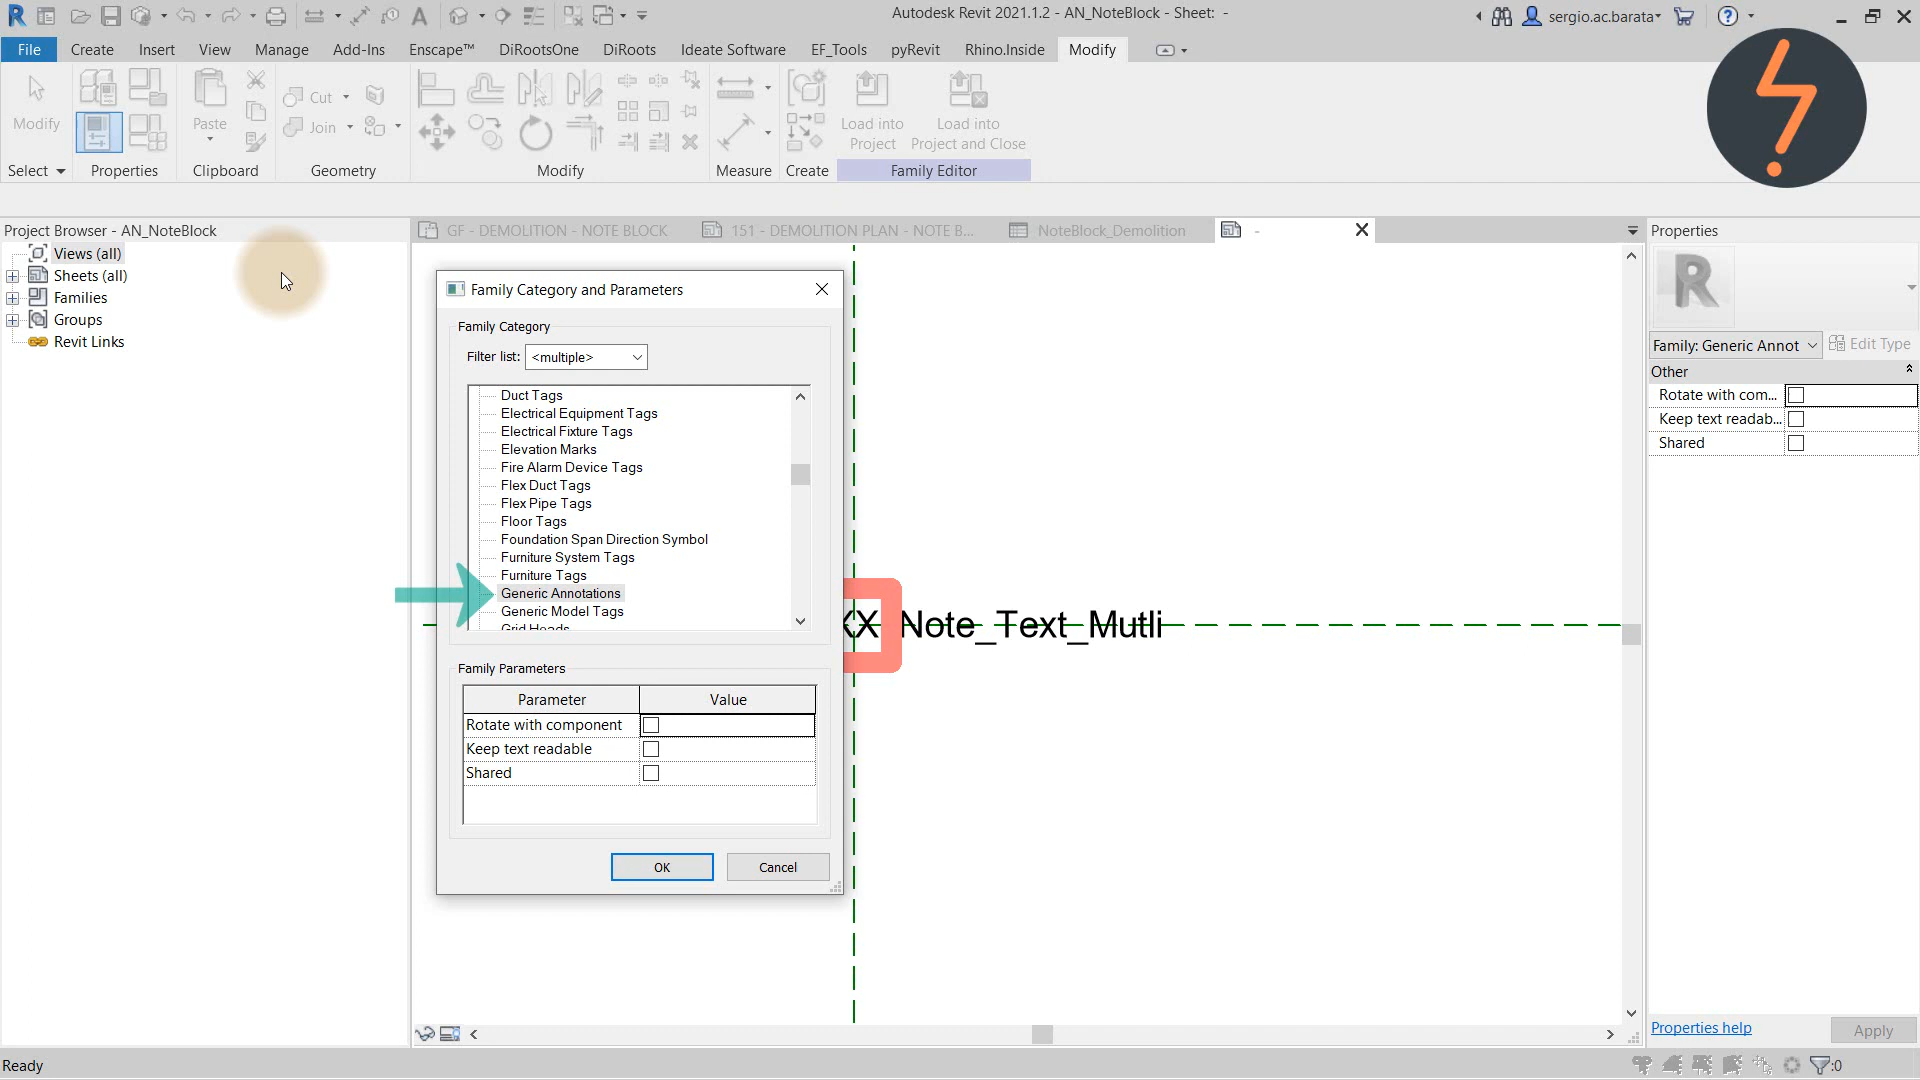 Autodesk Revit 2021.1.2 - AN_NoteBlock - Sheet: -
sergio.ac.barata
File Create Insert View Manage Add-Ins Enscape™ DiRootsOne DiRoots Ideate Software EF_Tools pyRevit Rhino.Inside Modify
Modify
Paste
Cut
Join
Load into
Project
Load into
Project and Close
Select Properties Clipboard Geometry Modify Measure Create Family Editor
Project Browser - AN_NoteBlock
Views (all)
Sheets (all)
Families
Groups
Revit Links
GF - DEMOLITION - NOTE BLOCK
151 - DEMOLITION PLAN - NOTE B...
NoteBlock_Demolition
-
Family Category and Parameters
Family Category
Filter list: <multiple>
Duct Tags
Electrical Equipment Tags
Electrical Fixture Tags
Elevation Marks
Fire Alarm Device Tags
Flex Duct Tags
Flex Pipe Tags
Floor Tags
Foundation Span Direction Symbol
Furniture System Tags
Furniture Tags
Generic Annotations
Generic Model Tags
Grid Heads
Family Parameters
Parameter Value
Rotate with component
Keep text readable
Shared
OK Cancel
XX Note_Text_Mutli
Properties
R
Family: Generic Annot
Edit Type
Other
Rotate with com...
Keep text readab...
Shared
Properties help
Apply
Ready
:0